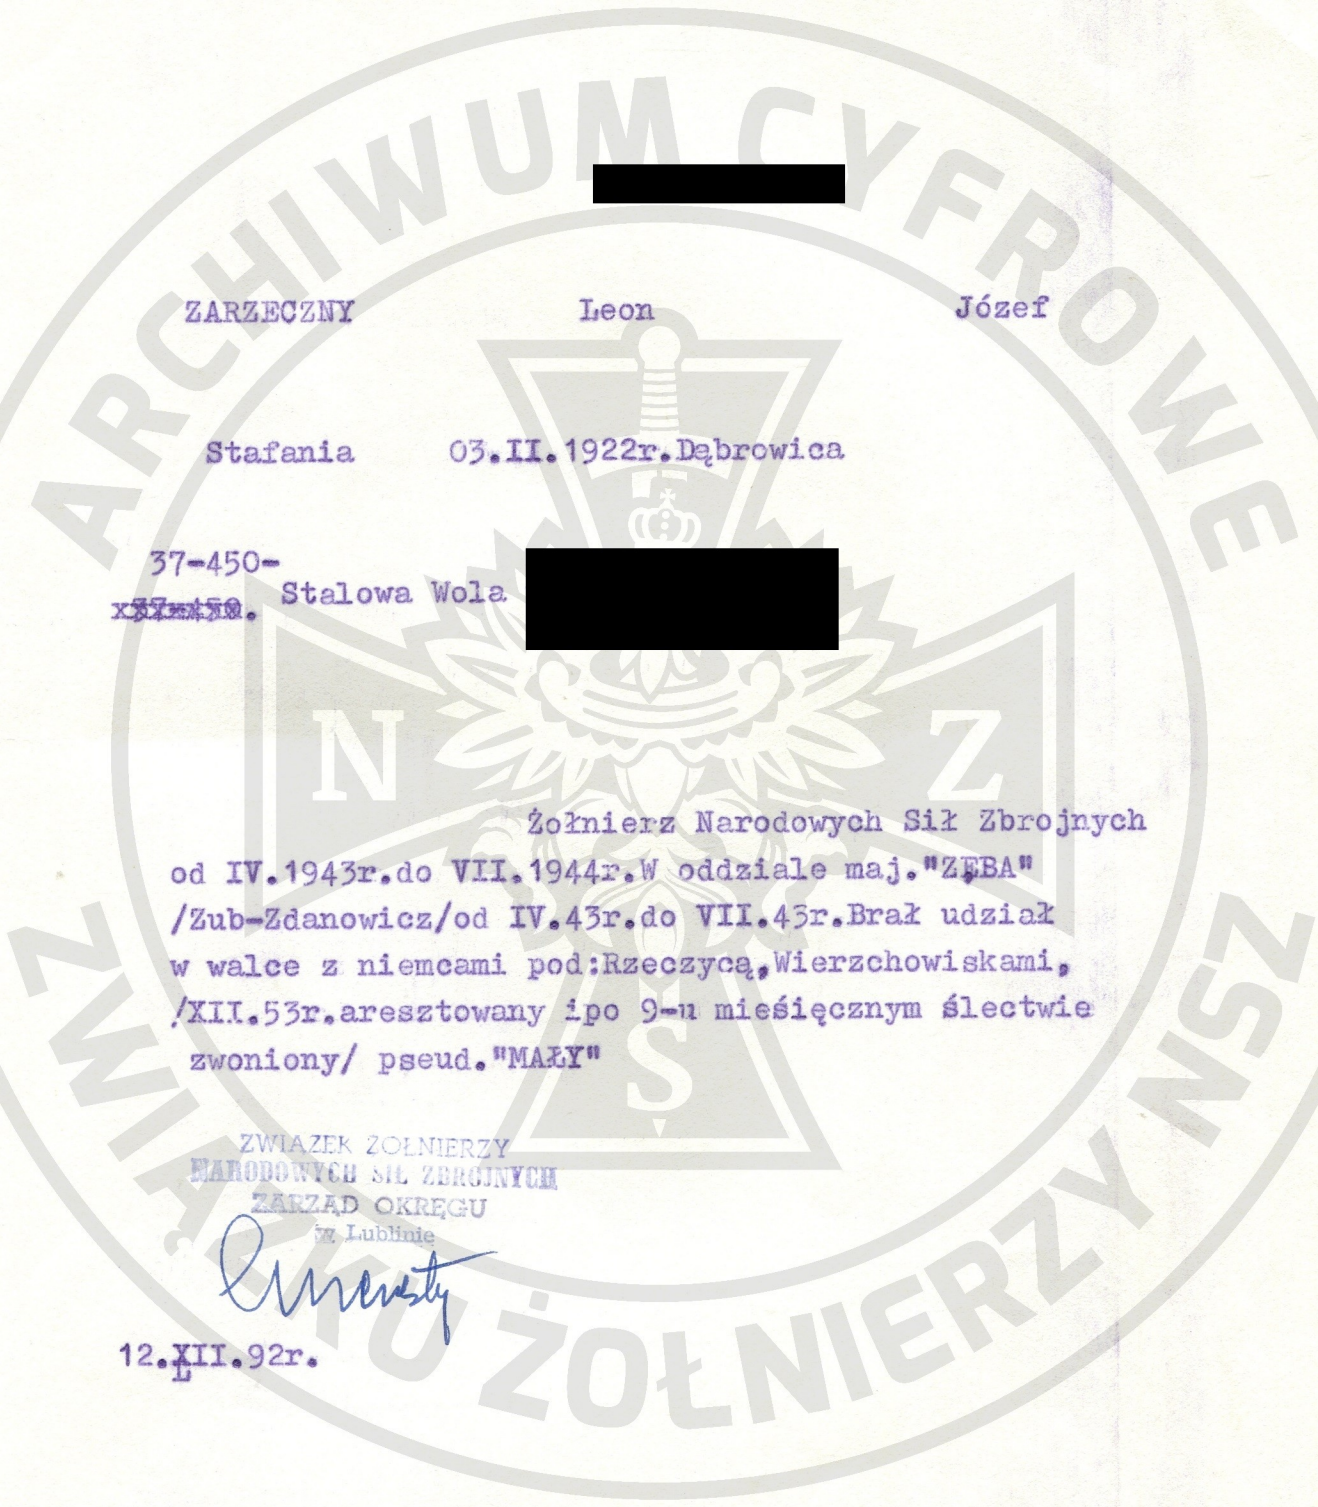 ARCHIWUM CYFROWE
ZWIĄZKU ŻOŁNIERZY NSZ
ZARZECZNY Leon Józef
Stafania 03.II.1922r.Dąbrowica
37-450-
Stalowa Wola
N Z
Żołnierz Narodowych Sił Zbrojnych
od IV.1943r.do VII.1944r.W oddziale maj."ZĘBA"
/Zub-Zdanowicz/od IV.43r.do VII.43r.Brał udział
w walce z niemcami pod:Rzeczycą,Wierzchowiskami,
/XII.53r.aresztowany ipo 9-u mieśięcznym ślectwie
zwoniony/ pseud."MAŁY"
S
ZWIAZEK ŻOŁNIERZY
NARODOWYCH SIŁ ZBROJNYCH
ZARZĄD OKRĘGU
w Lublinie
12.XII.92r.